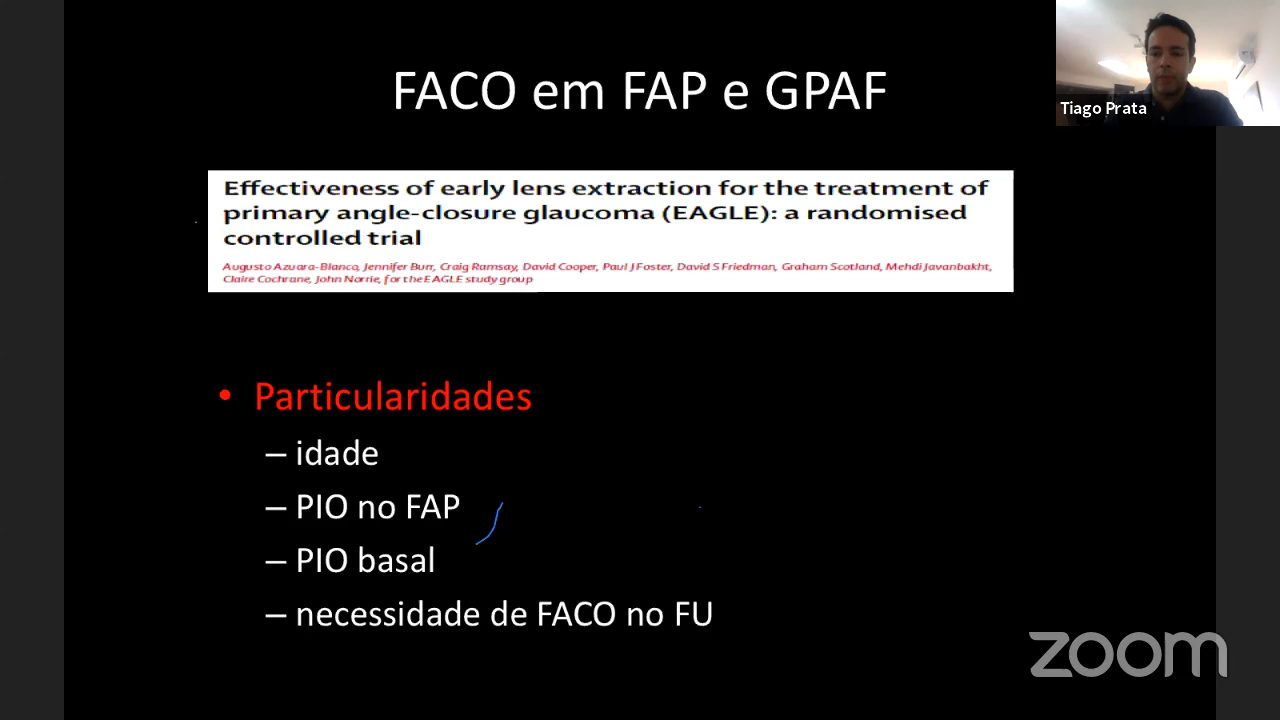 FACO em FAP e GPAF
Tiago Prata
Effectiveness of early lens extraction for the treatment of
primary angle-closure glaucoma (EAGLE): a randomised
controlled trial
Augusto Azuara-Blanco, Jennifer Burr, Craig Ramsay, David Cooper, Paul J Foster, David S Friedman, Graham Scotland, Mehdi Javanbakht,
Claire Cochrane, John Norrie, for the EAGLE study group
• Particularidades
– idade
– PIO no FAP
– PIO basal
– necessidade de FACO no FU
zoom